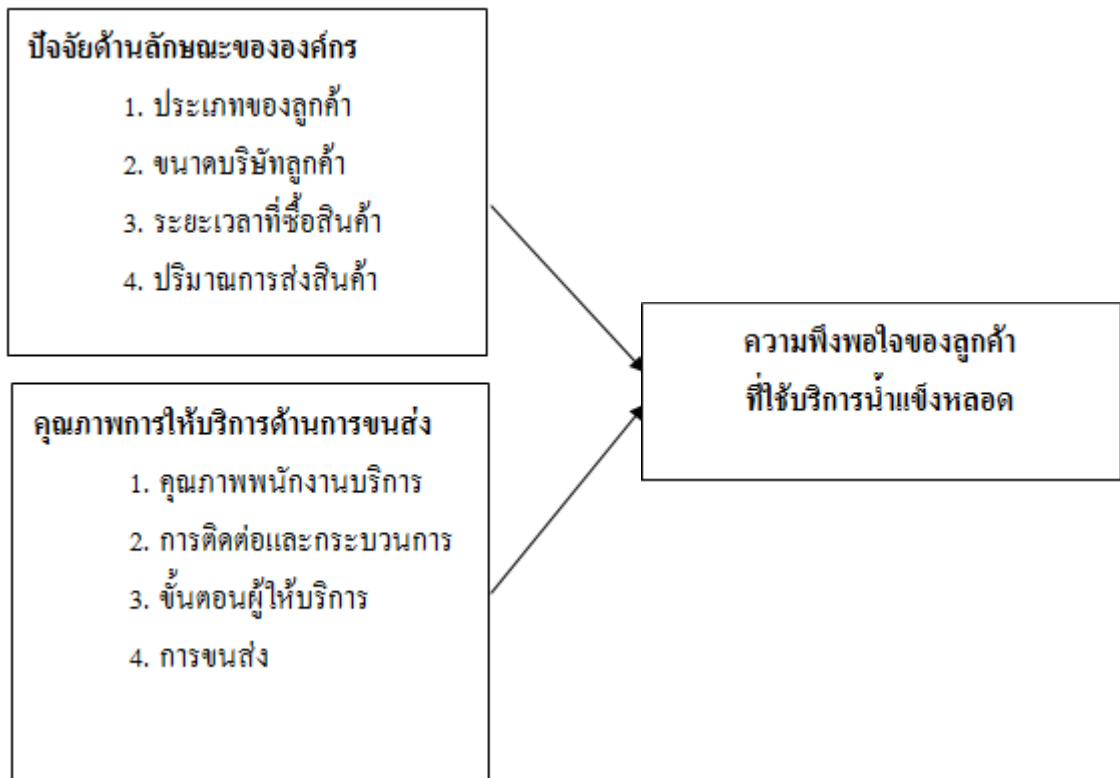 ปัจจัยด้านลักษณะขององค์กร
1. ประเภทของลูกค้า
2. ขนาดบริษัทลูกค้า
3. ระยะเวลาที่ซื้อสินค้า
4. ปริมาณการส่งสินค้า
คุณภาพการให้บริการด้านการขนส่ง
1. คุณภาพพนักงานบริการ
2. การติดต่อและกระบวนการ
3. ขั้นตอนผู้ให้บริการ
4. การขนส่ง
ความพึงพอใจของลูกค้า
ที่ใช้บริการน้ำแข็งหลอด